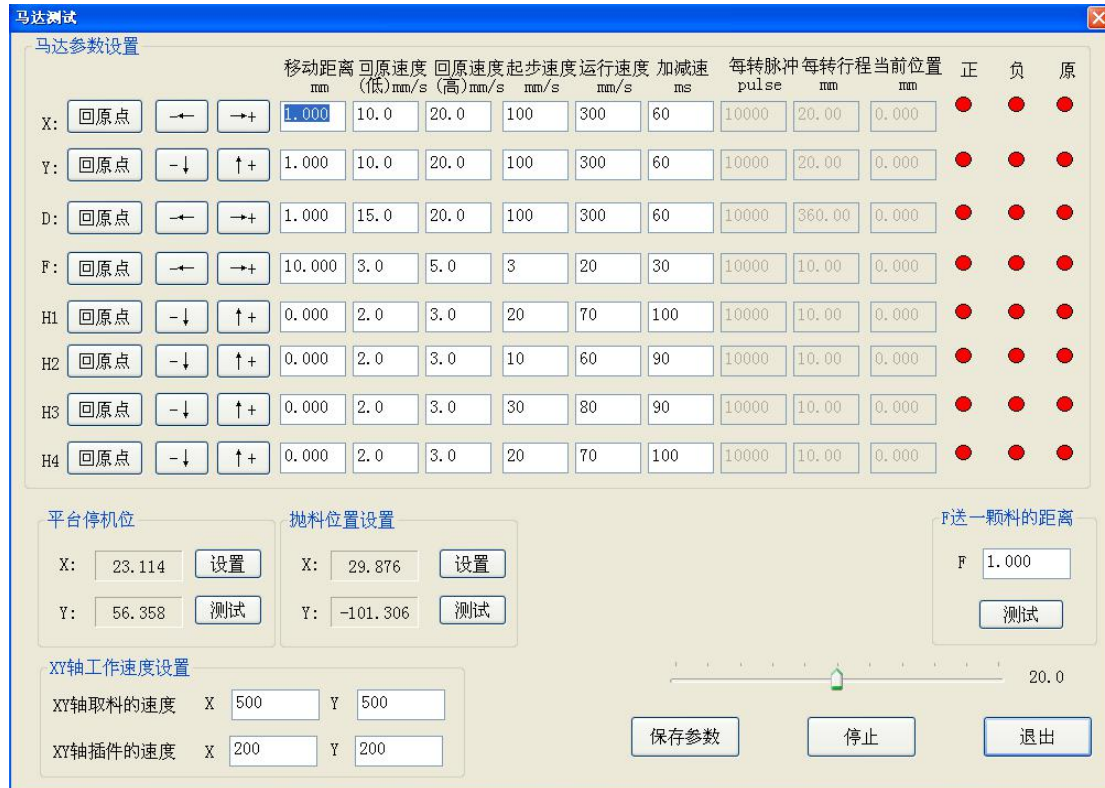 马达测试
马达参数设置
移动距离 回原速度 回原速度 起步速度 运行速度 加减速 每转脉冲 每转行程 当前位置 正 负 原
mm (低)mm/s (高)mm/s mm/s mm/s ms pulse mm mm
X: 回原点 -← →+ 1.000 10.0 20.0 100 300 60 10000 20.00 0.000
Y: 回原点 -↓ ↑+ 1.000 10.0 20.0 100 300 60 10000 20.00 0.000
D: 回原点 -← →+ 1.000 15.0 20.0 100 300 60 10000 360.00 0.000
F: 回原点 -← →+ 10.000 3.0 5.0 3 20 30 10000 10.00 0.000
H1 回原点 -↓ ↑+ 0.000 2.0 3.0 20 70 100 10000 10.00 0.000
H2 回原点 -↓ ↑+ 0.000 2.0 3.0 10 60 90 10000 10.00 0.000
H3 回原点 -↓ ↑+ 0.000 2.0 3.0 30 80 90 10000 10.00 0.000
H4 回原点 -↓ ↑+ 0.000 2.0 3.0 20 70 100 10000 10.00 0.000
平台停机位
X: 23.114 设置
Y: 56.358 测试
抛料位置设置
X: 29.876 设置
Y: -101.306 测试
F送一颗料的距离
F 1.000
测试
XY轴工作速度设置
XY轴取料的速度 X 500 Y 500
XY轴插件的速度 X 200 Y 200
20.0
保存参数 停止 退出